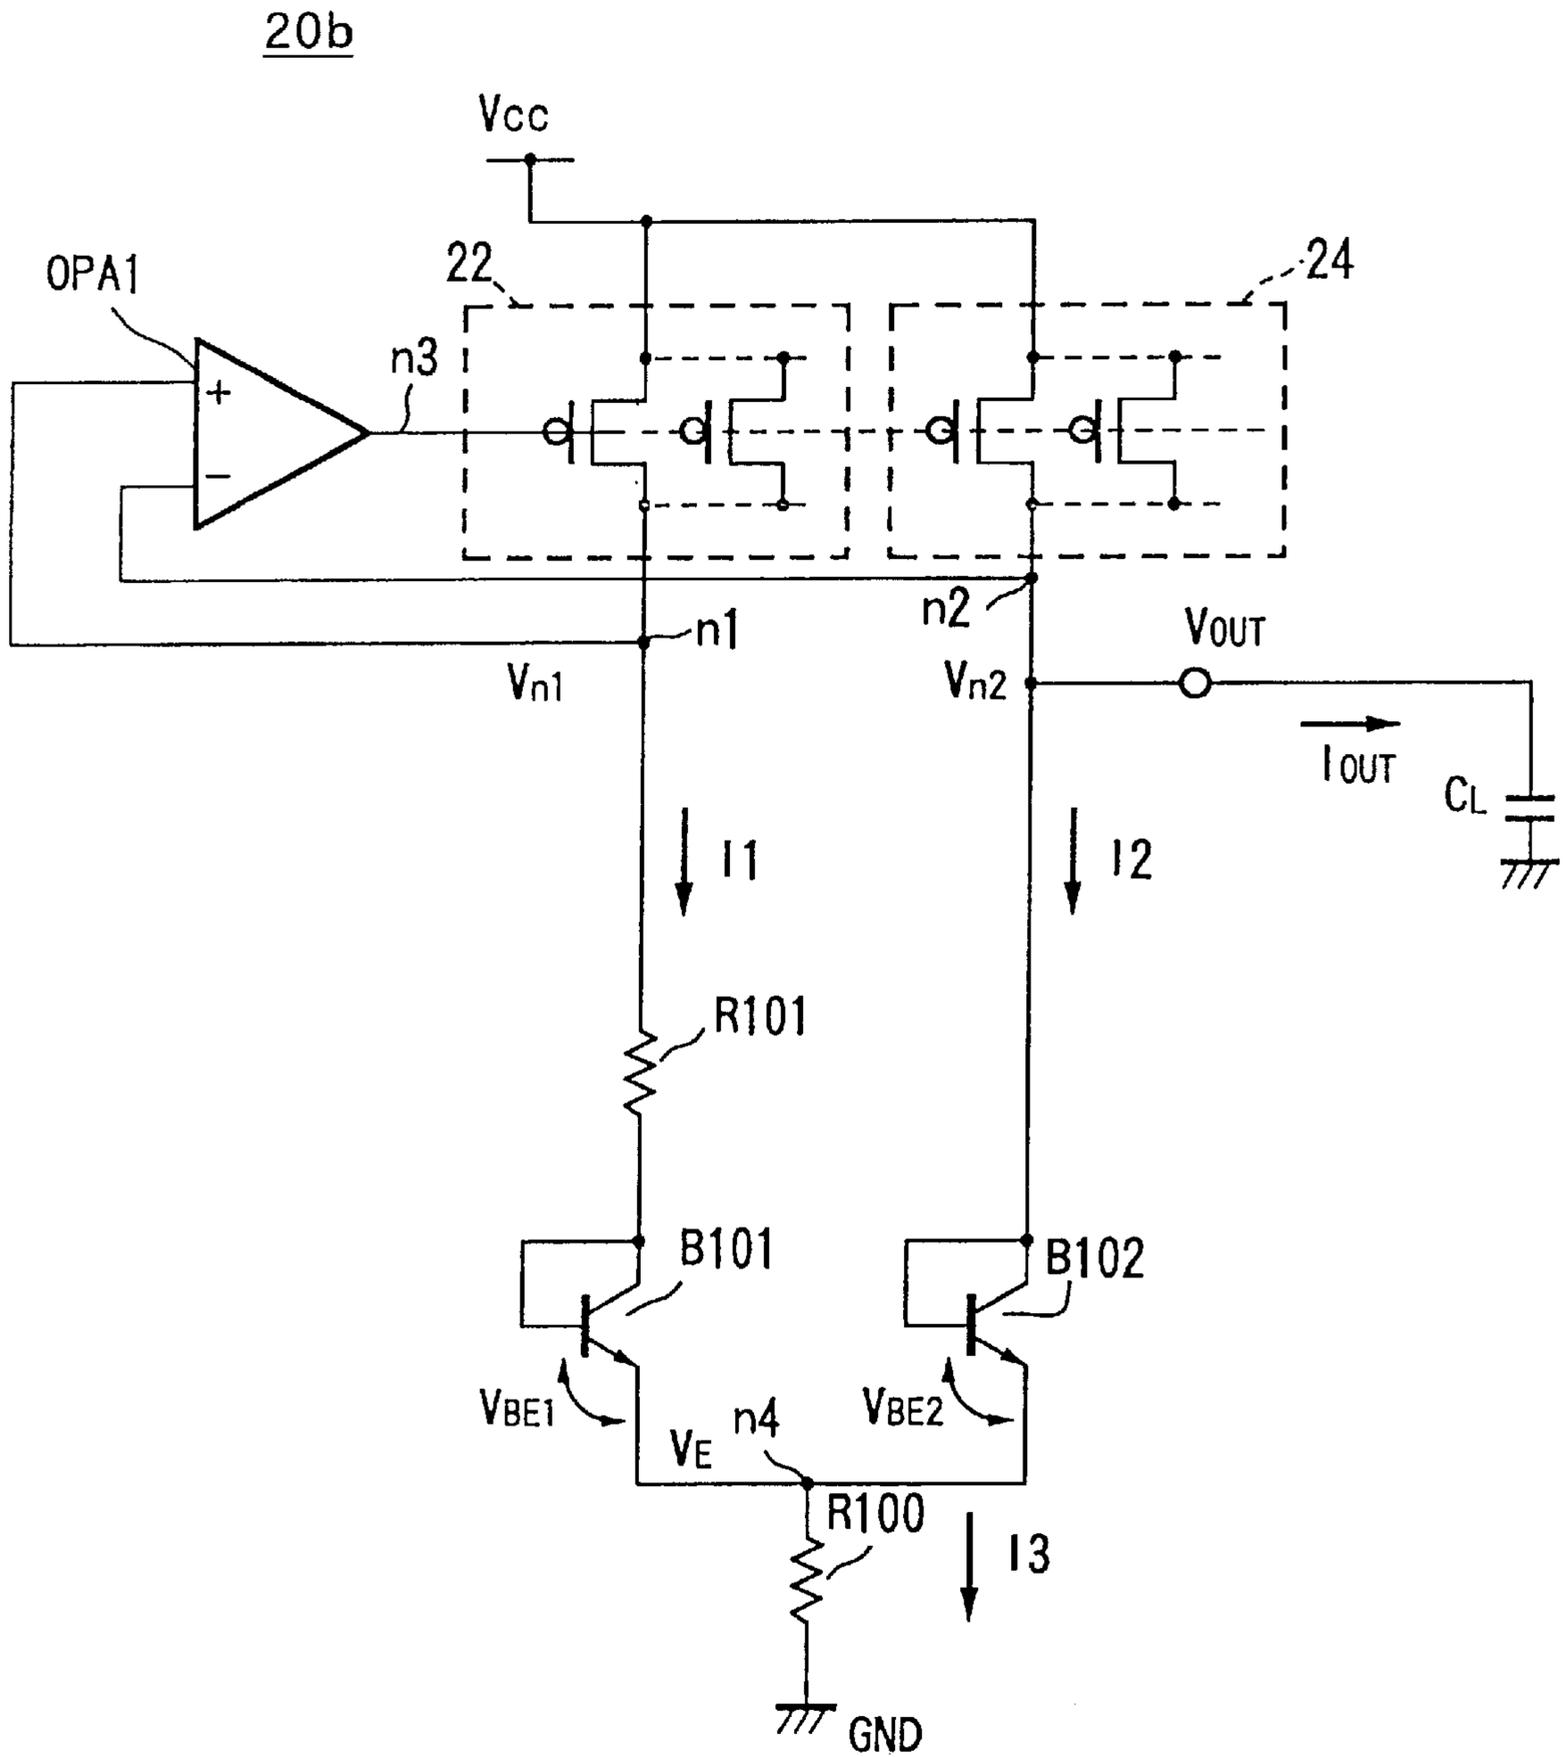 20b
VCC
OPA1
22
24
n3
+
−
n1
n2
VOUT
Vn1
Vn2
IOUT
CL
I1
I2
R101
B101
B102
VBE1
VBE2
VE
n4
R100
I3
GND